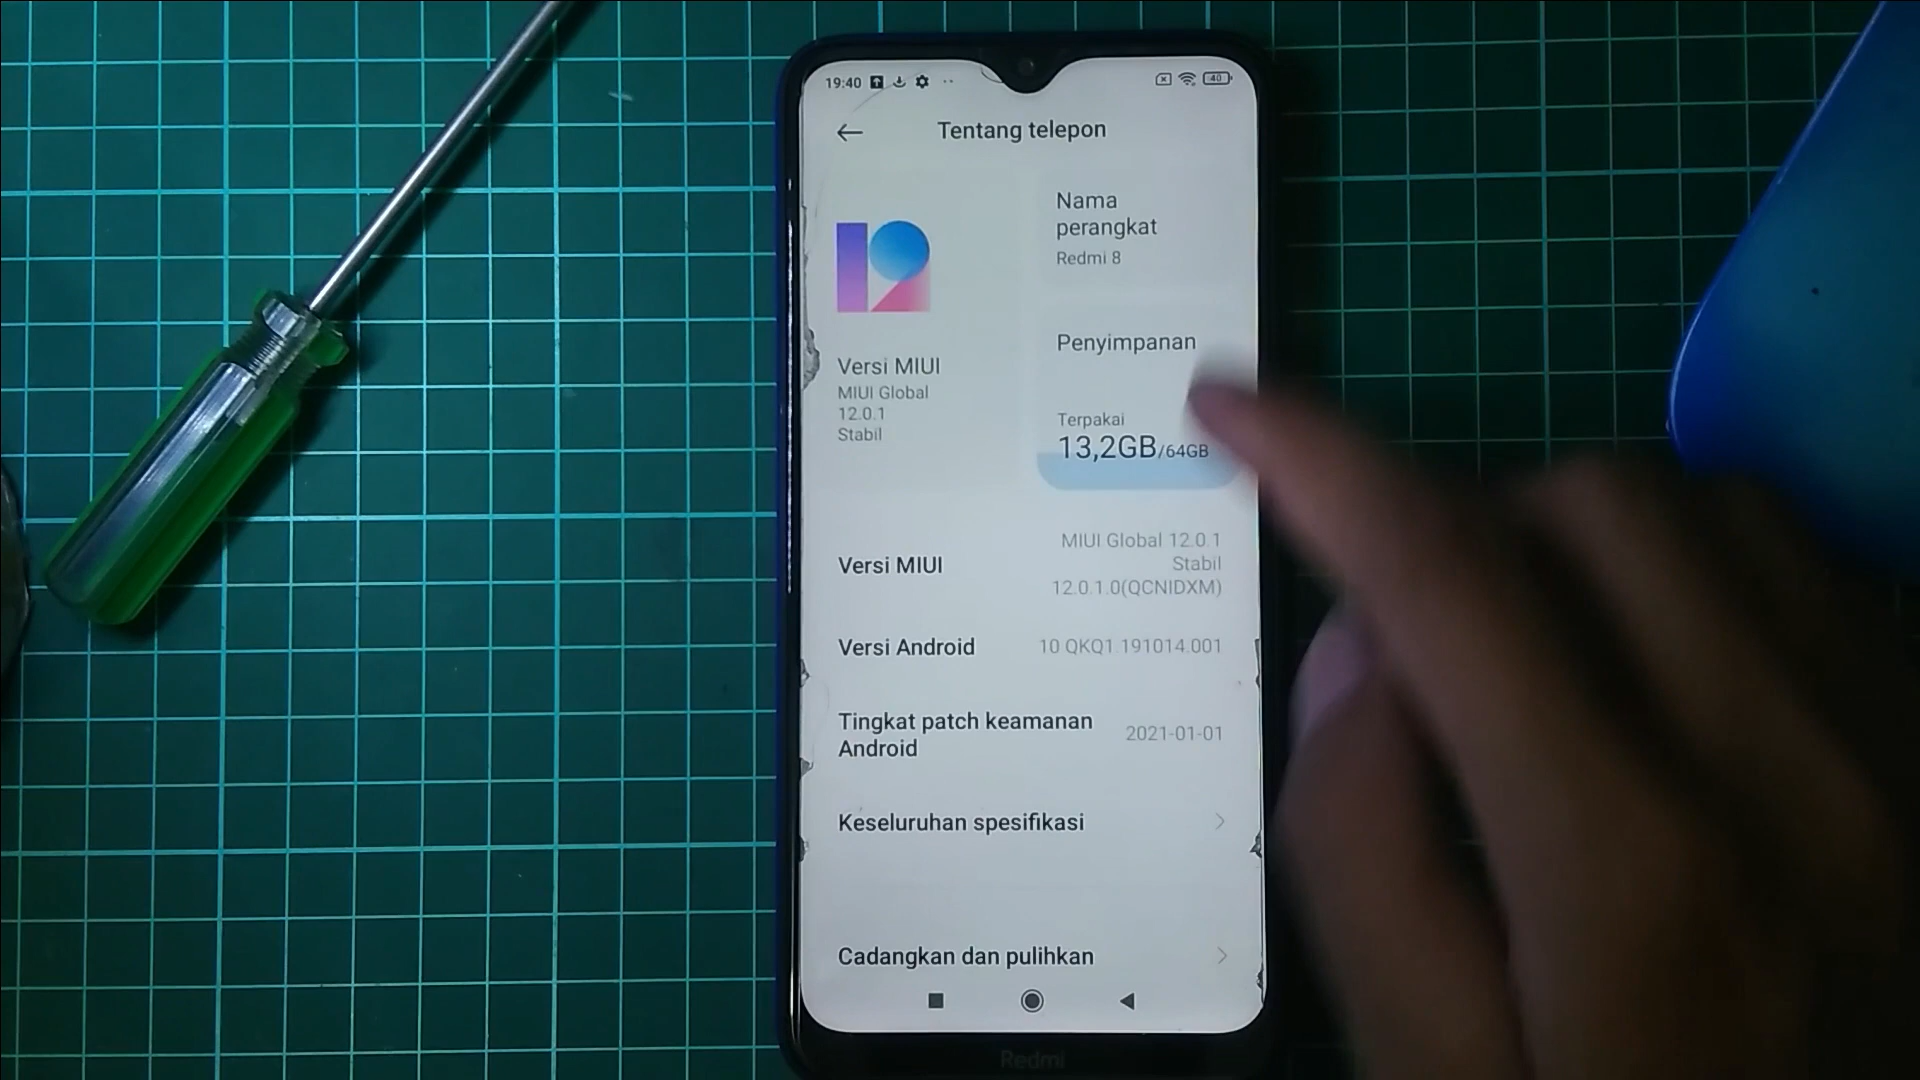 19:40
40
Tentang telepon
Versi MIUI
MIUI Global
12.0.1
Stabil
Nama
perangkat
Redmi 8
Penyimpanan
Terpakai
13,2GB/64GB
Versi MIUI
MIUI Global 12.0.1
Stabil
12.0.1.0(QCNIDXM)
Versi Android
10 QKQ1.191014.001
Tingkat patch keamanan
Android
2021-01-01
Keseluruhan spesifikasi
Cadangkan dan pulihkan
Redmi